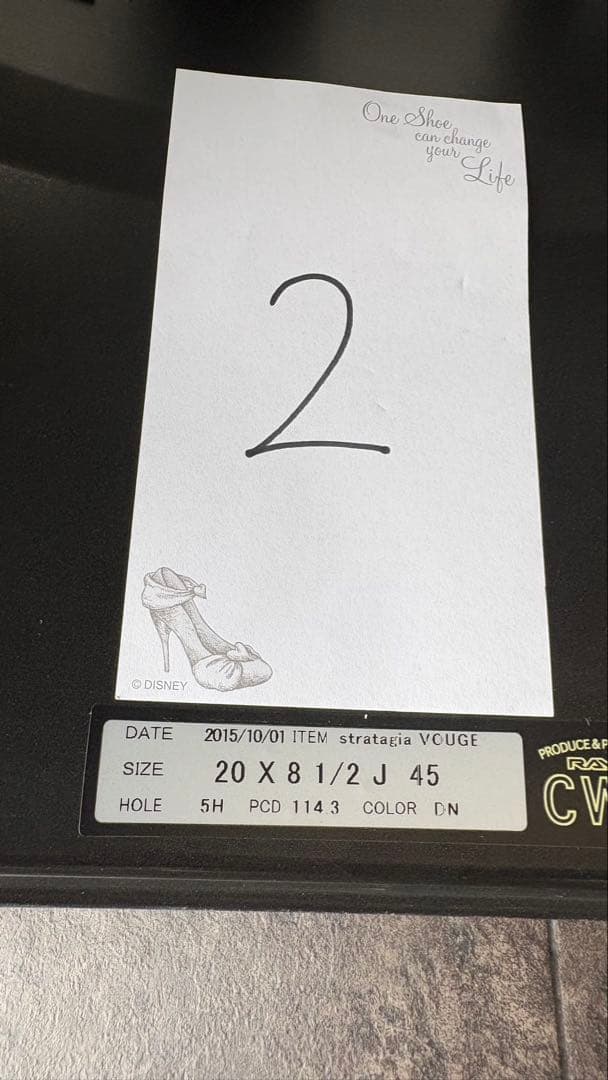 One Shoe
can change
your
Life
2
© DISNEY
DATE 2015/10/01 ITEM stratagia VOUGE
SIZE 20 X 8 1/2 J 45
HOLE 5H PCD 114.3 COLOR DN
PRODUCE & P
RA
CW